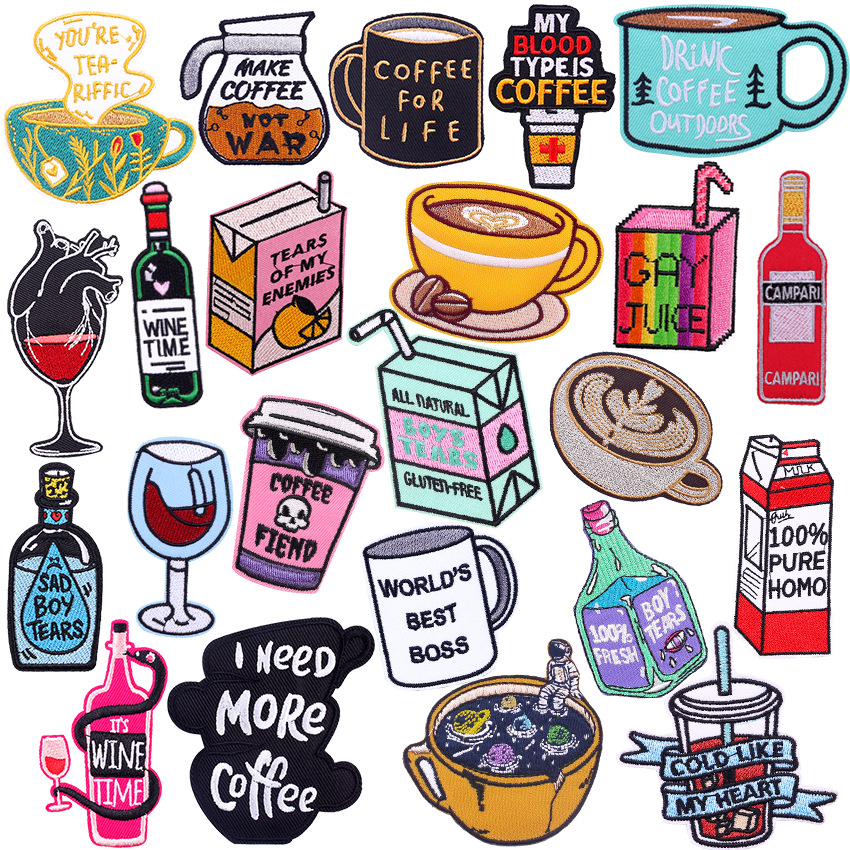 YOU'RE
TEA-
RIFFIC
MAKE
COFFEE
NOT
WAR
COFFEE
FOR
LIFE
MY
BLOOD
TYPE IS
COFFEE
DRINK
COFFEE
OUTDOORS
WINE
TIME
TEARS
OF MY
ENEMIES
GAY
JUICE
CAMPARI
CAMPARI
ALL NATURAL
BOYS
TEARS
GLUTEN-FREE
COFFEE
FIEND
MILK
100%
PURE
HOMO
SAD
BOY
TEARS
WORLD'S
BEST
BOSS
100%
FRESH
BOY
TEARS
IT'S
WINE
TIME
I NEED
MORE
Coffee
COLD LIKE
MY HEART